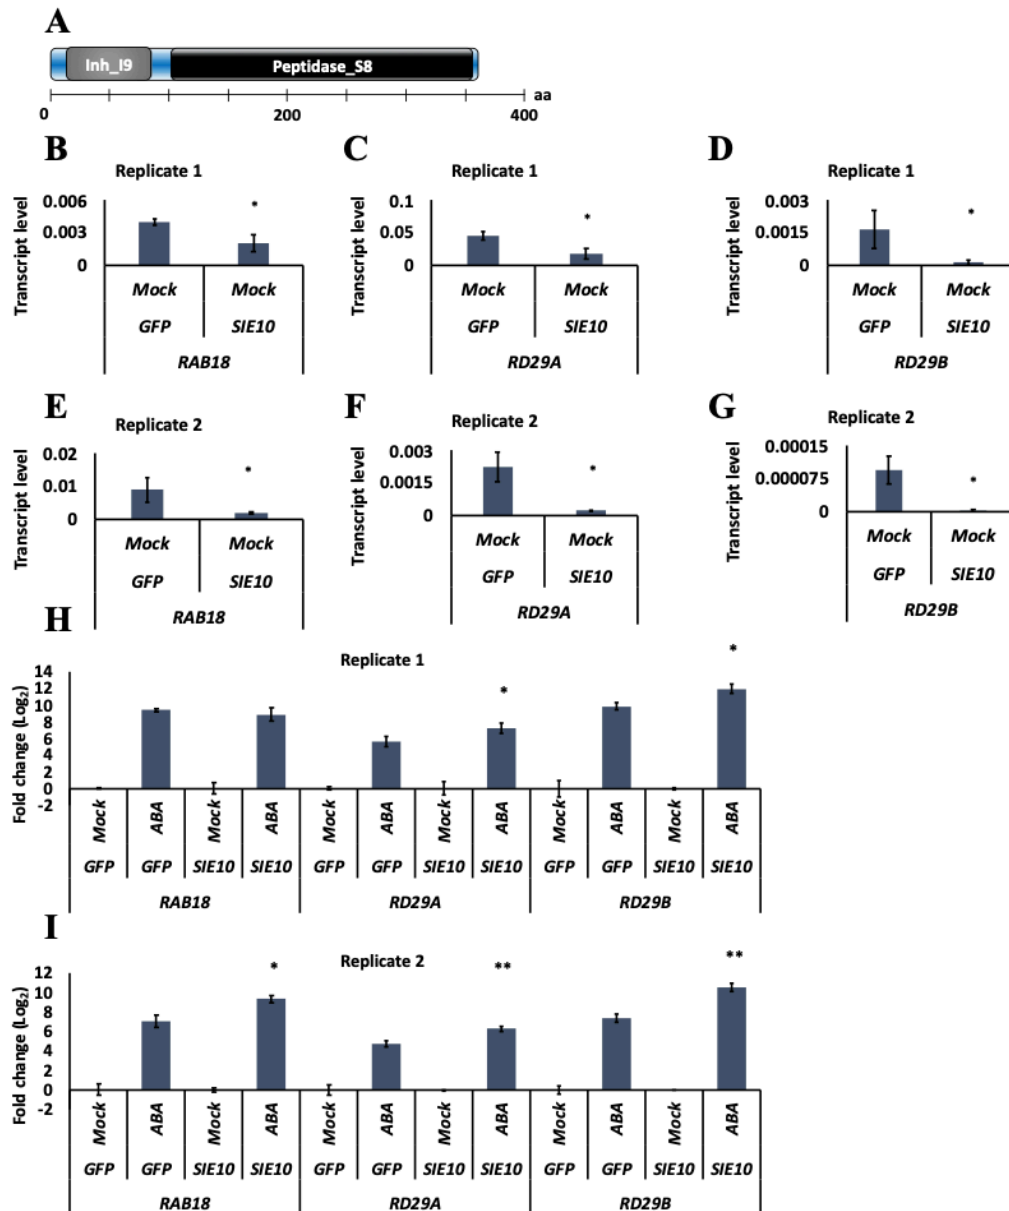 A
Inh_I9 Peptidase_S8
aa
0 200 400
B C D
Replicate 1 Replicate 1 Replicate 1
Transcript level Transcript level Transcript level
0.006 0.1 0.003
* * *
0.003 0.05 0.0015
0 0 0
Mock Mock Mock Mock Mock Mock
GFP SIE10 GFP SIE10 GFP SIE10
RAB18 RD29A RD29B
E F G
Replicate 2 Replicate 2 Replicate 2
Transcript level Transcript level Transcript level
0.02 0.003 0.00015
* * *
0.01 0.0015 0.000075
0 0 0
Mock Mock Mock Mock Mock Mock
GFP SIE10 GFP SIE10 GFP SIE10
RAB18 RD29A RD29B
H
Replicate 1
* *
Fold change (Log2)
14
12
10
8
6
4
2
0
-2
Mock ABA Mock ABA Mock ABA Mock ABA Mock ABA Mock ABA
GFP GFP SIE10 SIE10 GFP GFP SIE10 SIE10 GFP GFP SIE10 SIE10
RAB18 RD29A RD29B
I
Replicate 2
* ** **
Fold change (Log2)
12
10
8
6
4
2
0
-2
Mock ABA Mock ABA Mock ABA Mock ABA Mock ABA Mock ABA
GFP GFP SIE10 SIE10 GFP GFP SIE10 SIE10 GFP GFP SIE10 SIE10
RAB18 RD29A RD29B